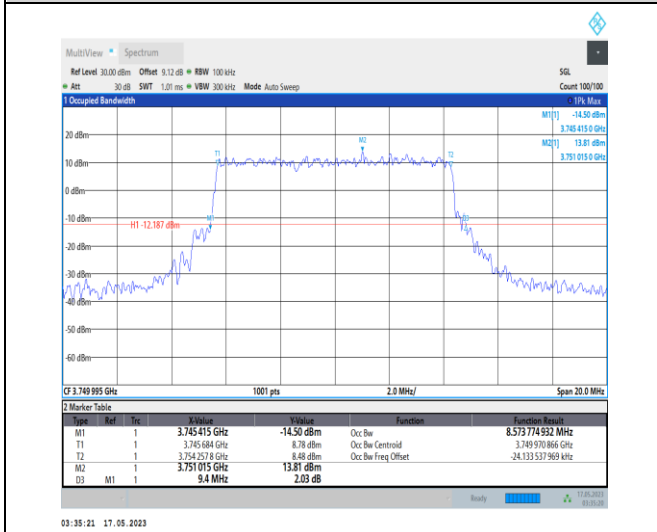 MultiView Spectrum
Ref Level 30.00 dBm Offset 9.12 dB RBW 100 kHz SGL
Att 30 dB SWT 1.01 ms VBW 300 kHz Mode Auto Sweep Count 100/100
1 Occupied Bandwidth 1Pk Max
M1[1] -14.50 dBm
3.745 415 0 GHz
M2[1] 13.81 dBm
3.751 015 0 GHz
20 dBm
M2
T1
T2
10 dBm
0 dBm
-10 dBm
M1
D3
H1 -12.187 dBm
-20 dBm
-30 dBm
-40 dBm
-50 dBm
-60 dBm
CF 3.749 995 GHz 1001 pts 2.0 MHz/ Span 20.0 MHz
2 Marker Table
Type Ref Trc X-Value Y-Value Function Function Result
M1 1 3.745415 GHz -14.50 dBm Occ Bw 8.573 774 932 MHz
T1 1 3.745 684 GHz 8.78 dBm Occ Bw Centroid 3.749 970 866 GHz
T2 1 3.754 257 8 GHz 8.48 dBm Occ Bw Freq Offset -24.133 537 969 kHz
M2 1 3.751 015 GHz 13.81 dBm
D3 M1 1 9.4 MHz 2.03 dB
Ready 17.05.2023
03:35:20
03:35:21 17.05.2023